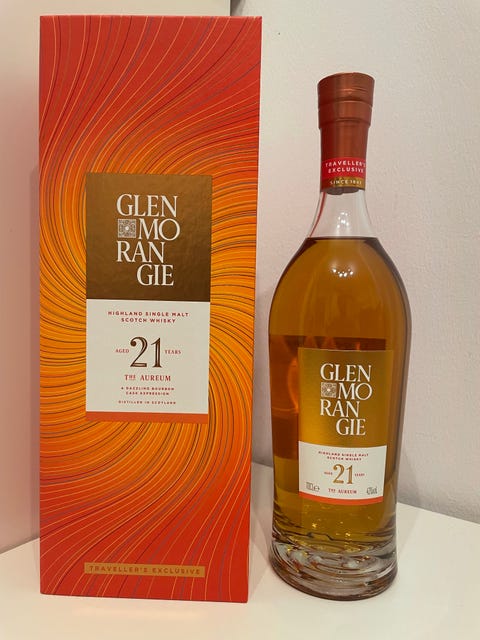 GLEN
MO
RAN
GIE
HIGHLAND SINGLE MALT
SCOTCH WHISKY
AGED 21 YEARS
THE AUREUM
A DAZZLING BOURBON
CASK EXPRESSION
DISTILLED IN SCOTLAND
TRAVELLER'S EXCLUSIVE
TRAVELLER'S
EXCLUSIVE
SINCE 1843
GLEN
MO
RAN
GIE
HIGHLAND SINGLE MALT
SCOTCH WHISKY
AGED 21 YEARS
THE AUREUM